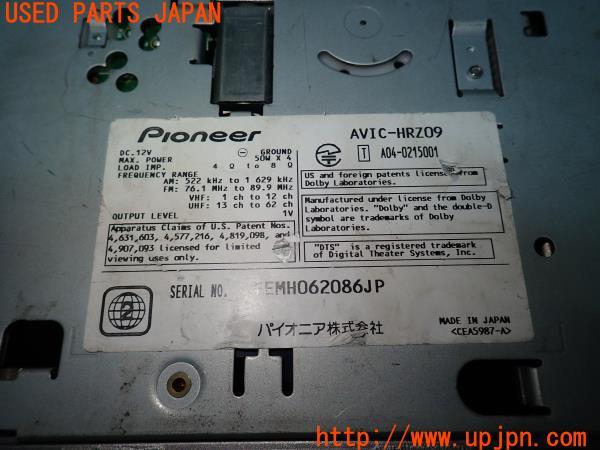 USED PARTS JAPAN
Pioneer
DC.12V ⊖ GROUND
MAX. POWER 50W X 4
LOAD IMP. 4 Ω to 8 Ω
FREQUENCY RANGE
AM: 522 kHz to 1 629 kHz
FM: 76.1 MHz to 89.9 MHz
VHF: 1 ch to 12 ch
UHF: 13 ch to 62 ch
OUTPUT LEVEL 1V
Apparatus Claims of U.S. Patent Nos.
4,631,603, 4,577,216, 4,819,098, and
4,907,093 licensed for limited
viewing uses only.
AVIC-HRZ09
T A04-0215001
US and foreign patents licensed from
Dolby Laboratories.
Manufactured under license from Dolby
Laboratories. "Dolby" and the double-D
symbol are trademarks of Dolby
Laboratories.
"DTS" is a registered trademark
of Digital Theater Systems, Inc.
2
SERIAL NO. EMH062086JP
パイオニア株式会社
MADE IN JAPAN
<CEA5987-A>
USED PARTS JAPAN
http://www.upjpn.com/